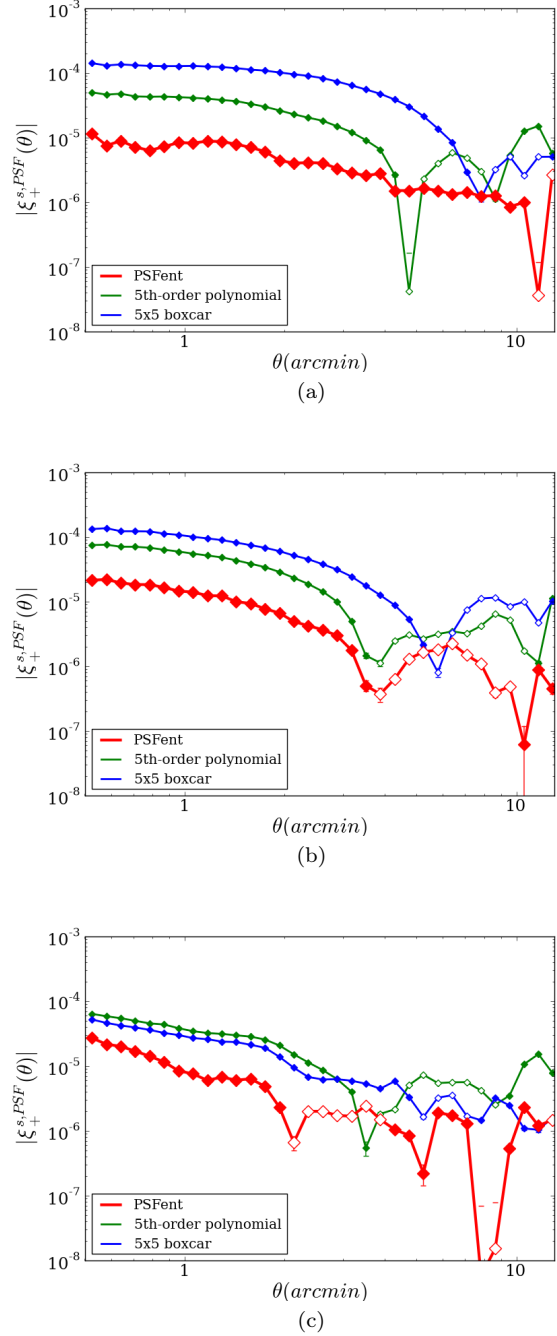 10^{-3}
10^{-4}
10^{-5}
10^{-6}
10^{-7}
10^{-8}
|ξ_+^{s,PSF}(θ)|
PSFent
5th-order polynomial
5x5 boxcar
1
10
θ(arcmin)
(a)
10^{-3}
10^{-4}
10^{-5}
10^{-6}
10^{-7}
10^{-8}
|ξ_+^{s,PSF}(θ)|
PSFent
5th-order polynomial
5x5 boxcar
1
10
θ(arcmin)
(b)
10^{-3}
10^{-4}
10^{-5}
10^{-6}
10^{-7}
10^{-8}
|ξ_+^{s,PSF}(θ)|
PSFent
5th-order polynomial
5x5 boxcar
1
10
θ(arcmin)
(c)